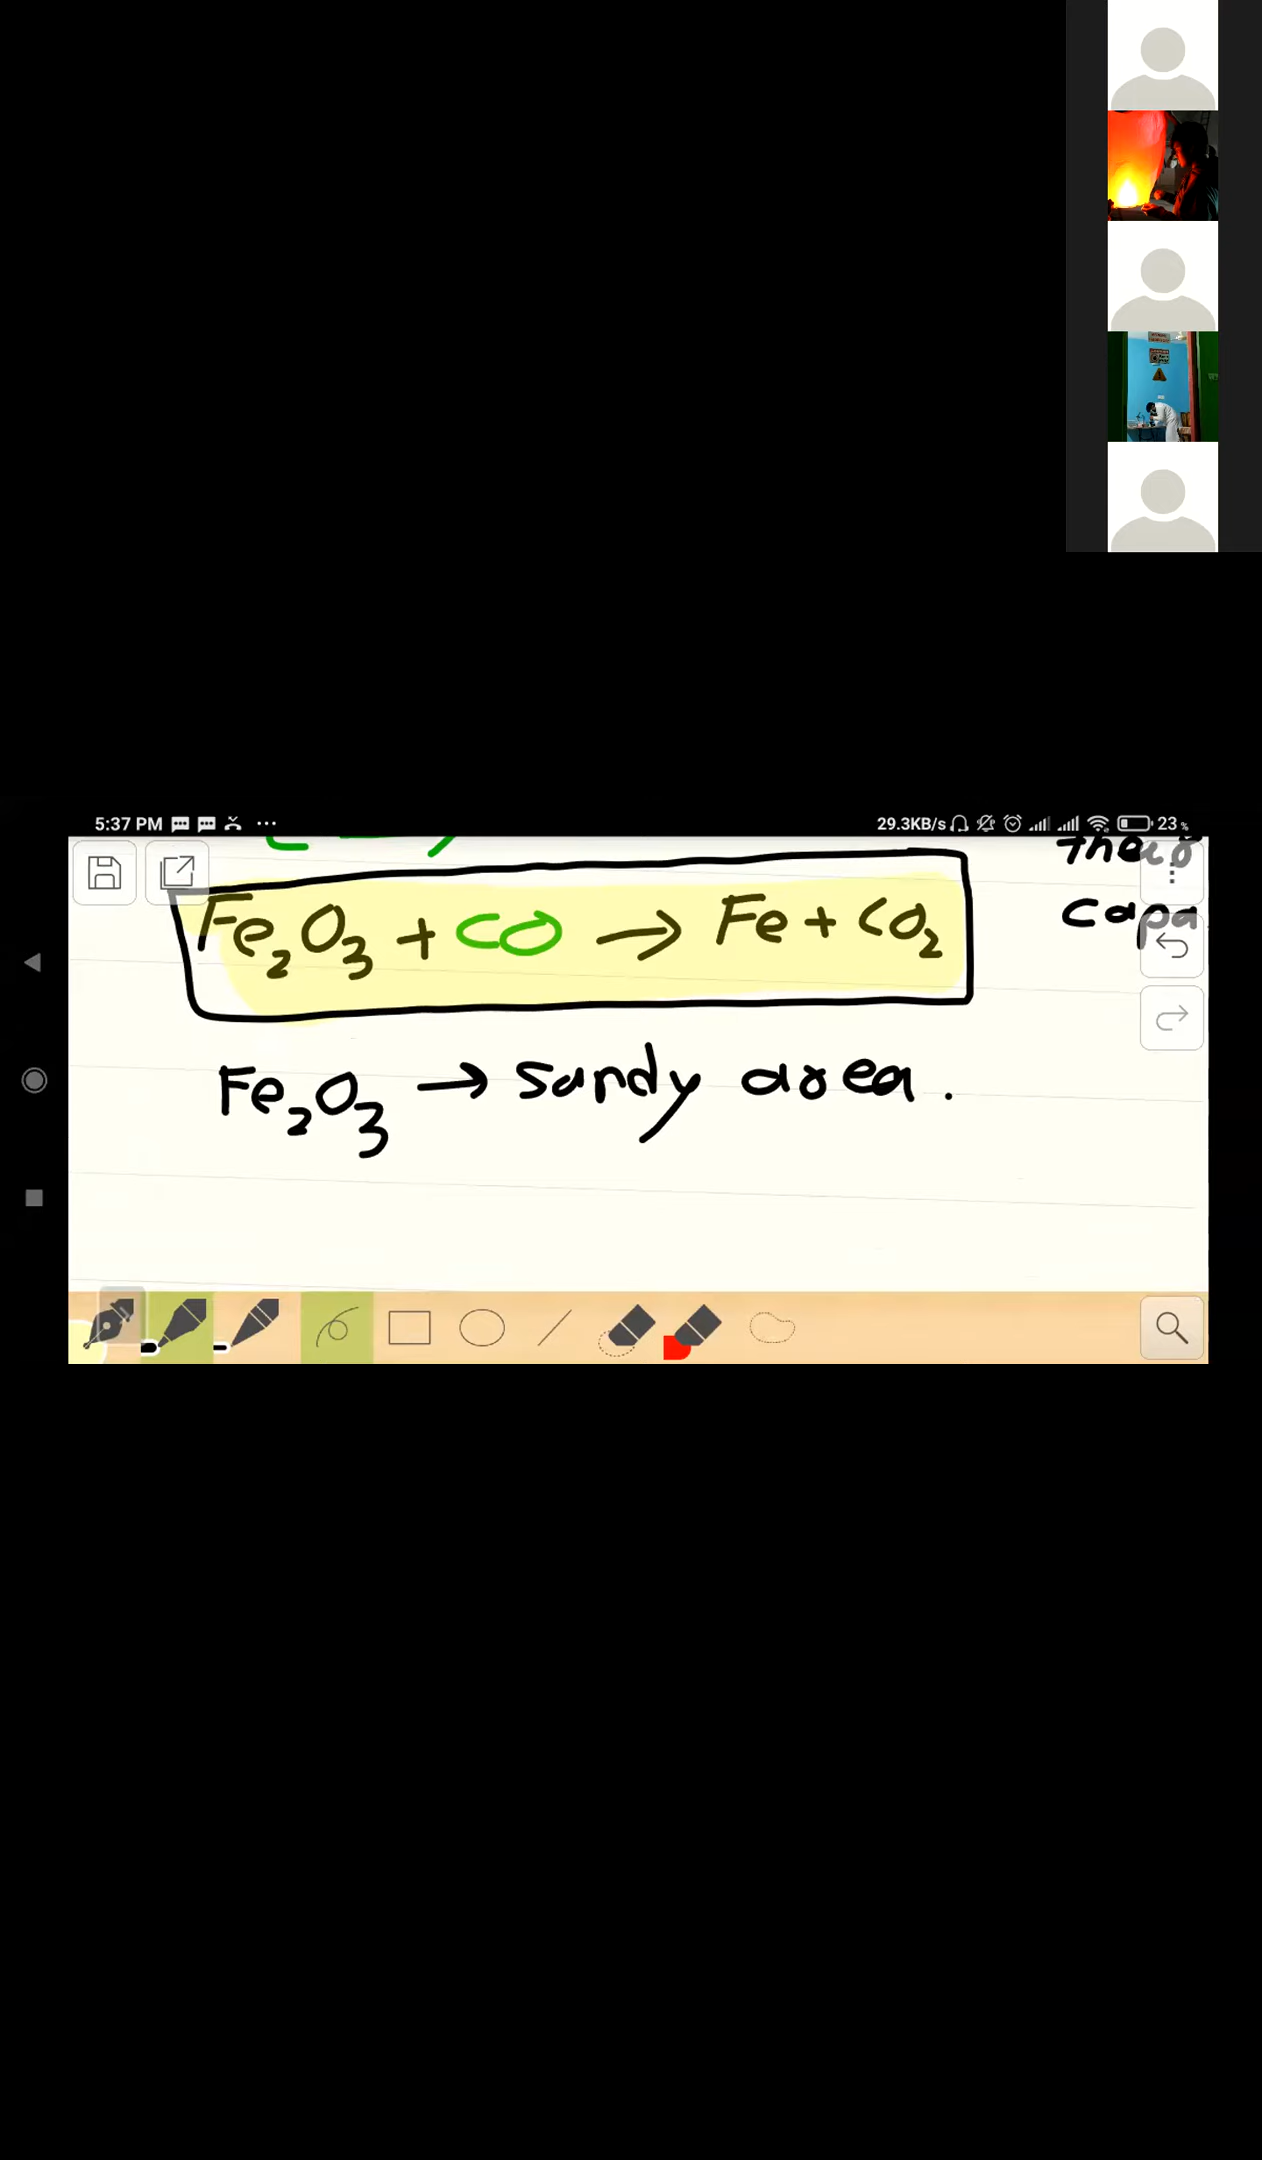 5:37 PM ... 29.3KB/s 23 %
Fe₂O₃ + CO → Fe + CO₂
Fe₂O₃ → Sandy area.